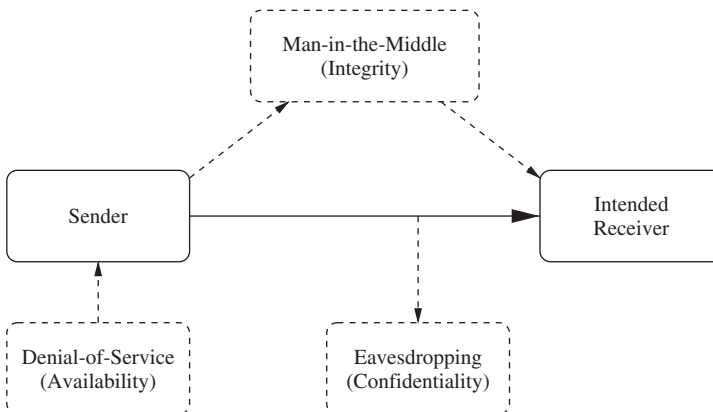 Man-in-the-Middle
(Integrity)
Sender
Intended
Receiver
Denial-of-Service
(Availability)
Eavesdropping
(Confidentiality)